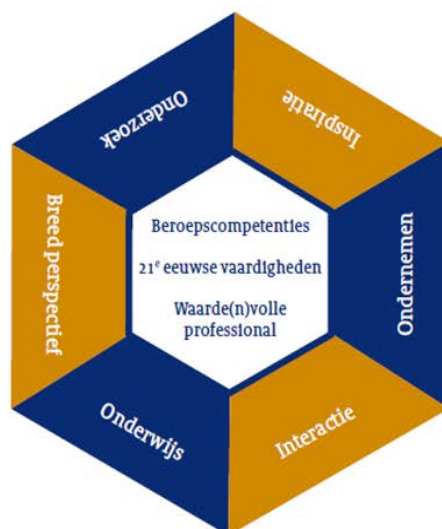 Onderzoek
Inspiratie
Breed perspectief
Beroepscompetenties
21e eeuwse vaardigheden
Waarde(n)volle
professional
Ondernemen
Onderwijs
Interactie